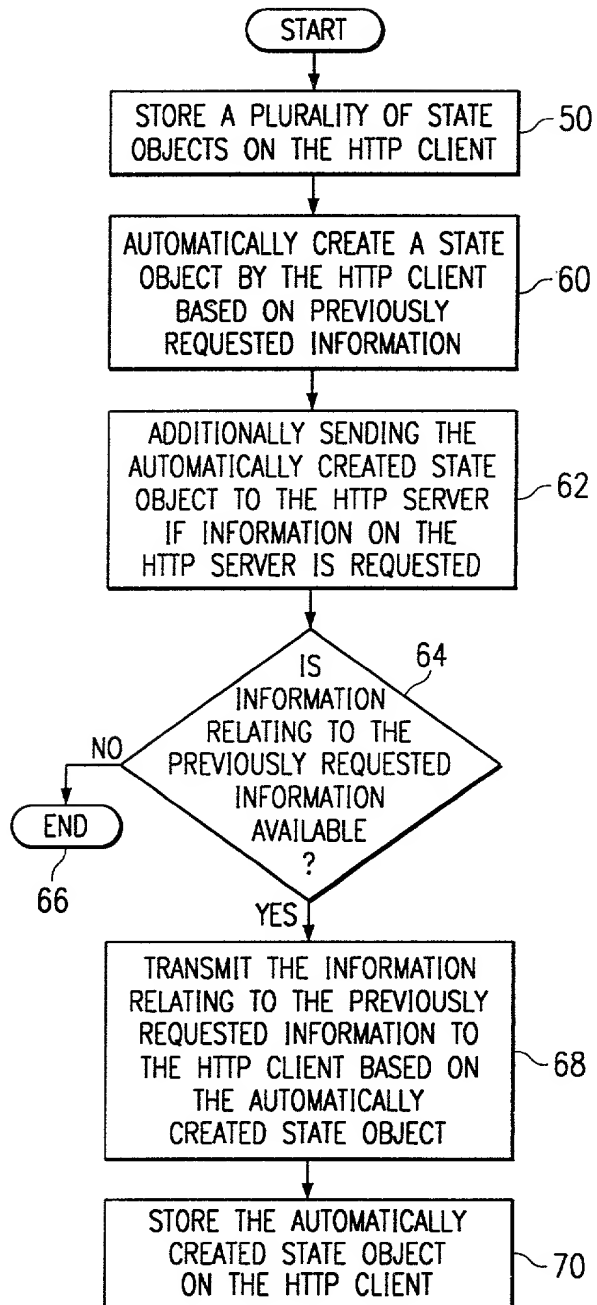 START
STORE A PLURALITY OF STATE
OBJECTS ON THE HTTP CLIENT
50
AUTOMATICALLY CREATE A STATE
OBJECT BY THE HTTP CLIENT
BASED ON PREVIOUSLY
REQUESTED INFORMATION
60
ADDITIONALLY SENDING THE
AUTOMATICALLY CREATED STATE
OBJECT TO THE HTTP SERVER
IF INFORMATION ON THE
HTTP SERVER IS REQUESTED
62
IS
INFORMATION
RELATING TO THE
PREVIOUSLY REQUESTED
INFORMATION
AVAILABLE
?
64
NO
END
66
YES
TRANSMIT THE INFORMATION
RELATING TO THE PREVIOUSLY
REQUESTED INFORMATION TO
THE HTTP CLIENT BASED ON
THE AUTOMATICALLY
CREATED STATE OBJECT
68
STORE THE AUTOMATICALLY
CREATED STATE OBJECT
ON THE HTTP CLIENT
70